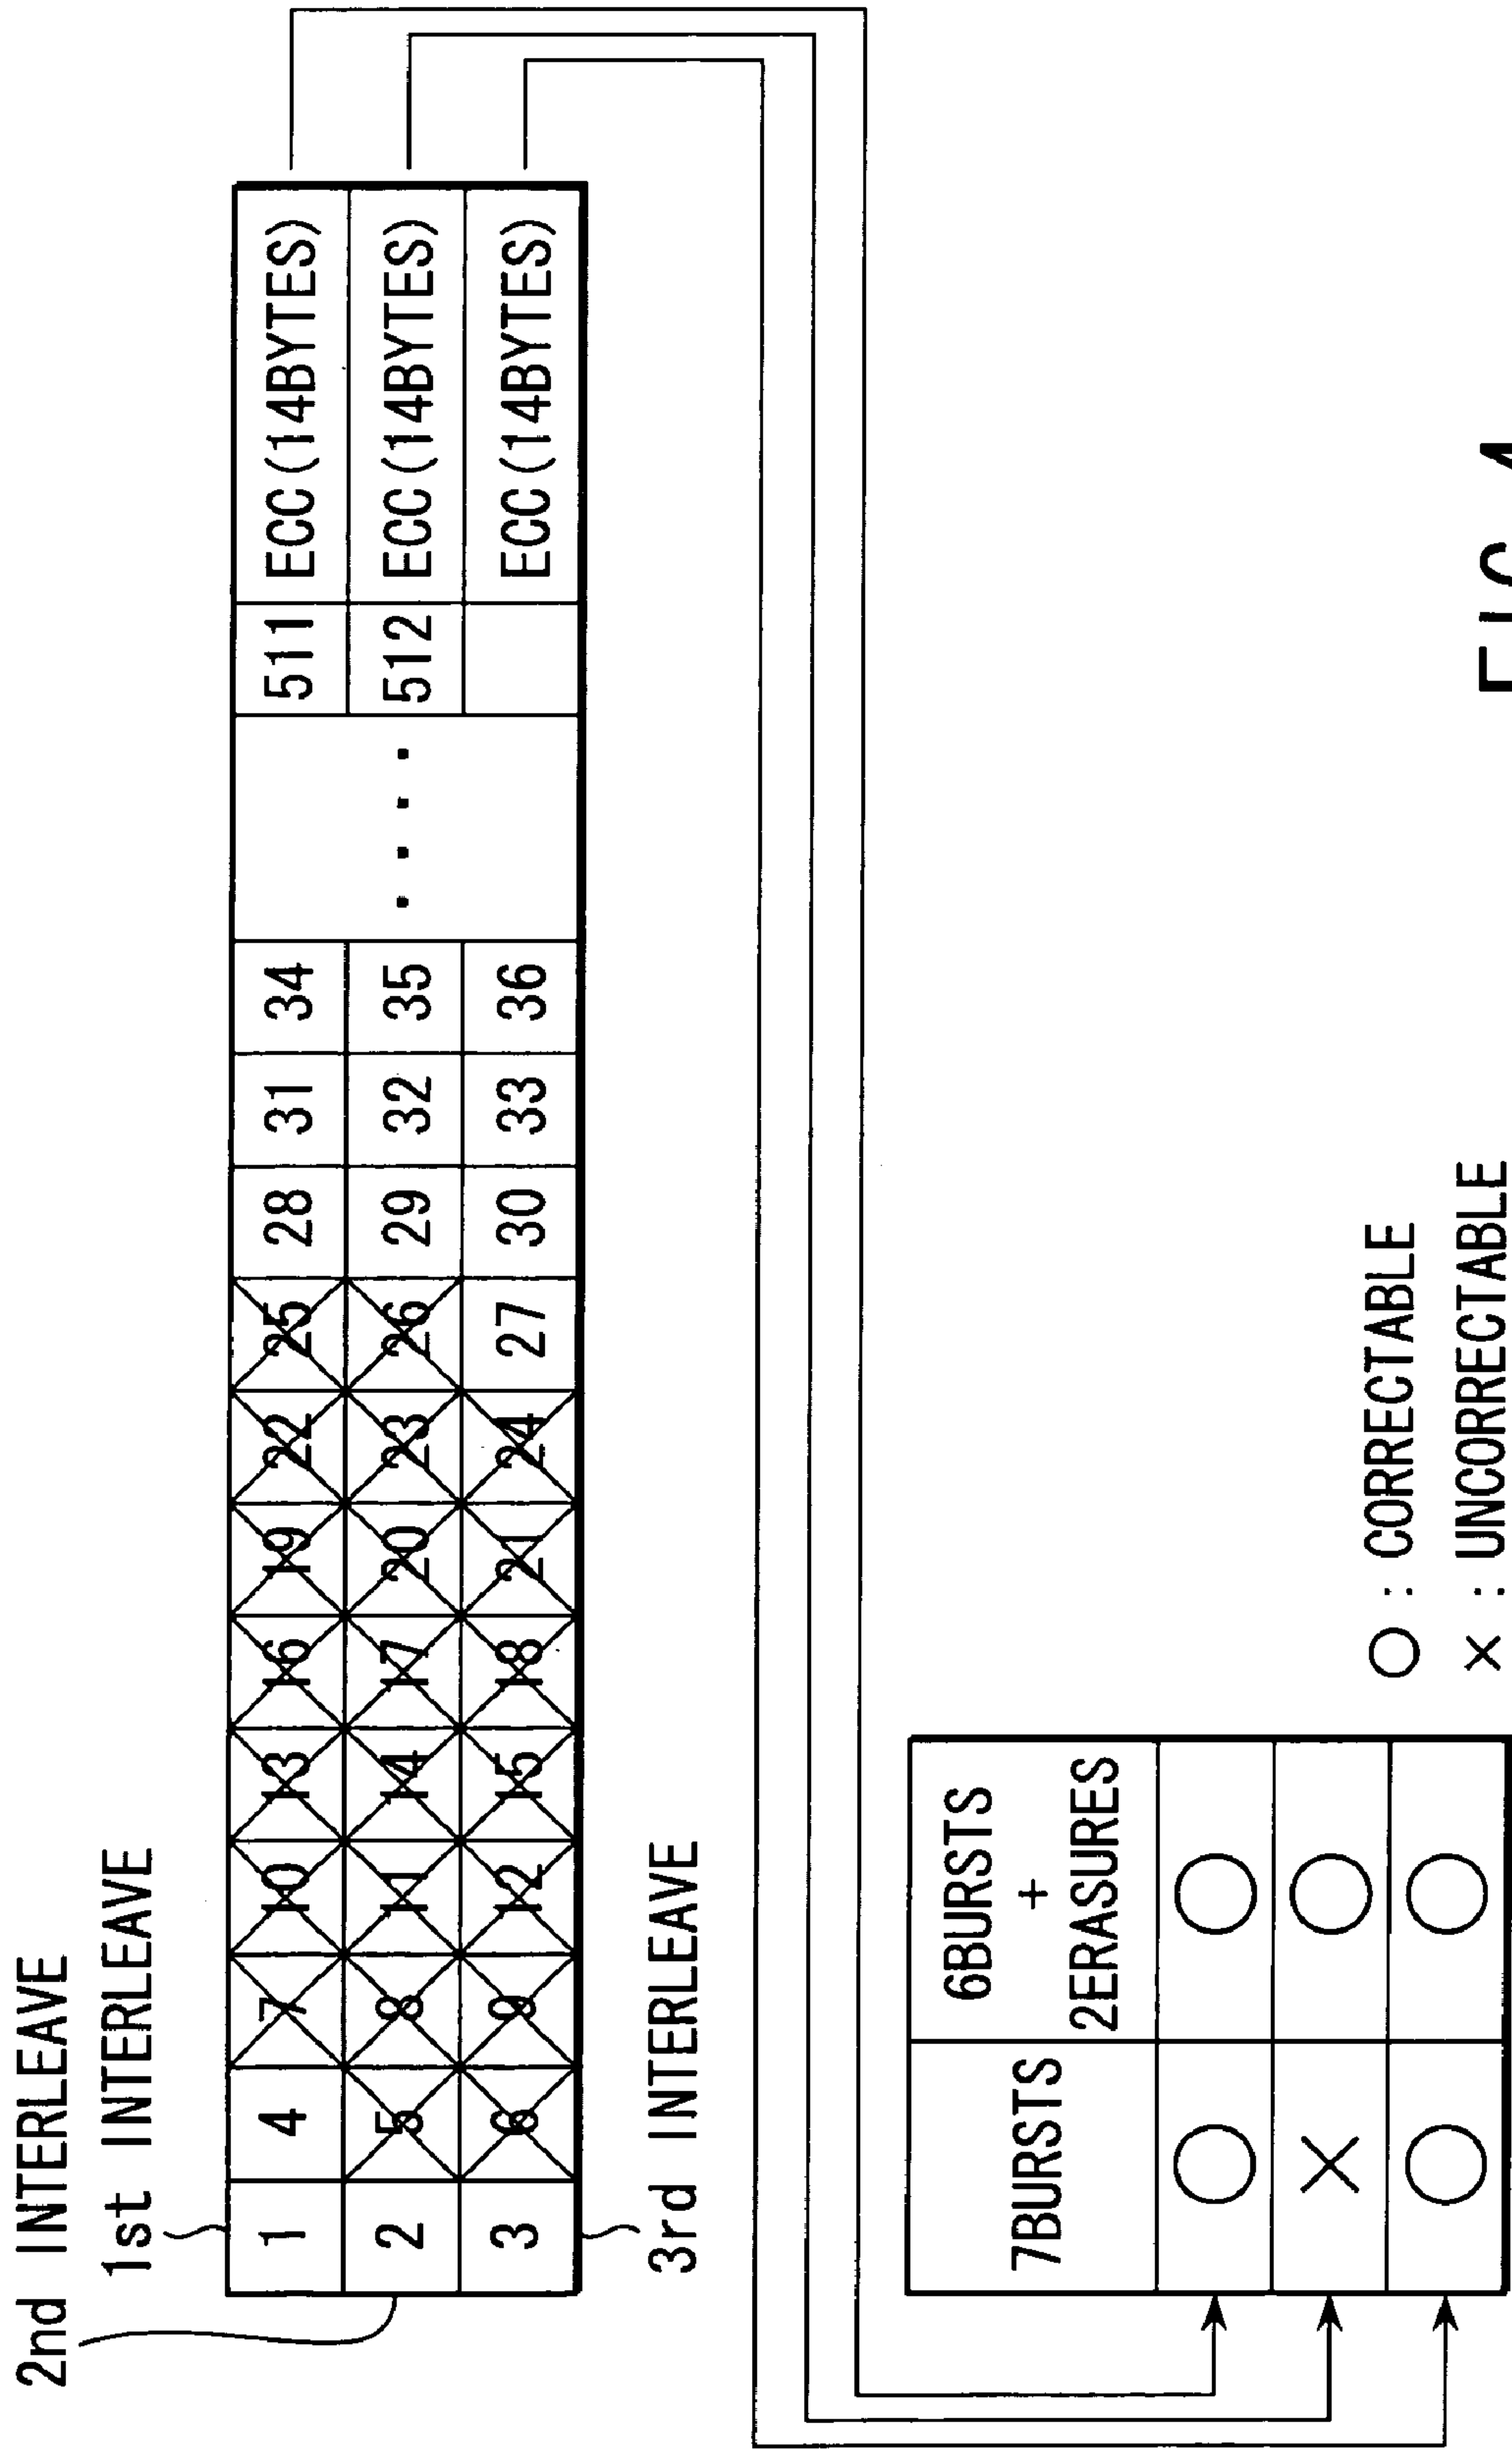 2nd INTERLEAVE
1st INTERLEAVE
1 4 7 10 13 16 19 22 25 28 31 34 511 ECC(14BYTES)
2 5 8 11 14 17 20 23 26 29 32 35 .... 512 ECC(14BYTES)
3 6 9 12 15 18 21 24 27 30 33 36 ECC(14BYTES)
3rd INTERLEAVE
7BURSTS 6BURSTS
+
2ERASURES
○ ○
× ○
○ ○
○ : CORRECTABLE
× : UNCORRECTABLE